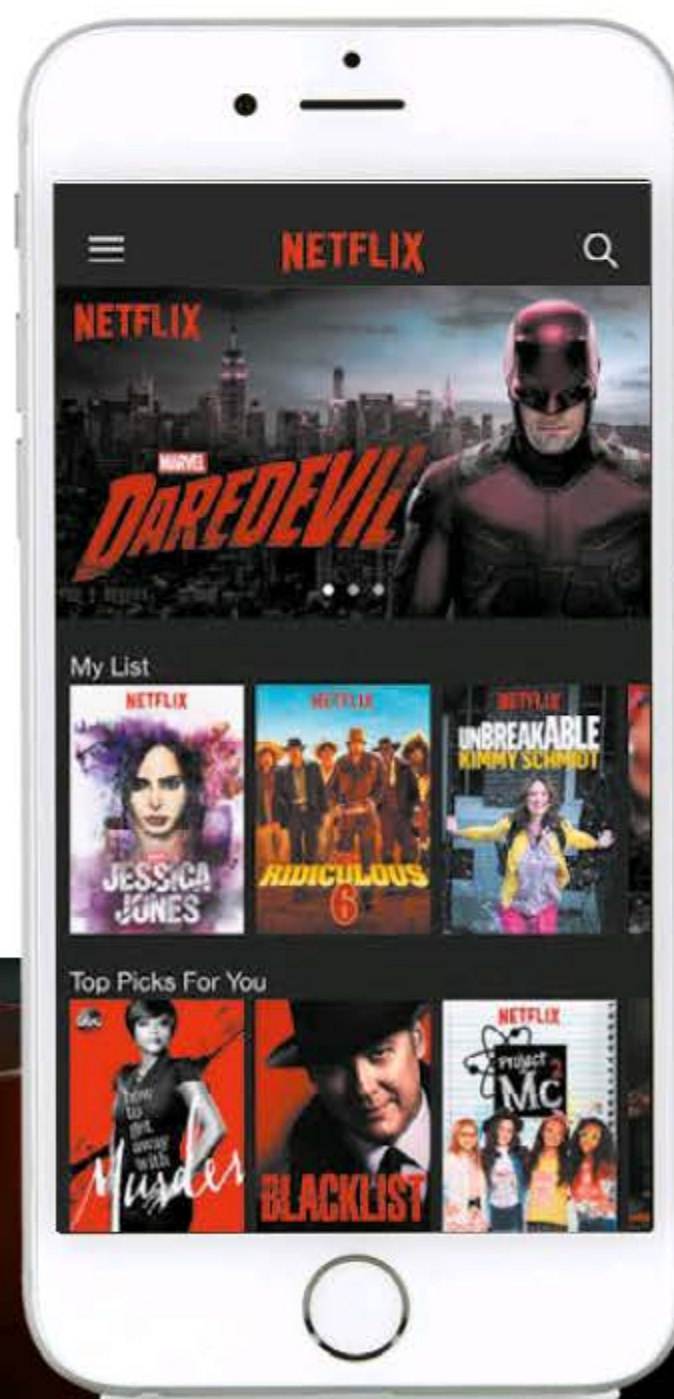 NETFLIX
NETFLIX
MARVEL
DAREDEVIL
My List
NETFLIX
NETFLIX
NETFLIX
JESSICA
JONES
RIDICULOUS
6
UNBREAKABLE
KIMMY SCHMIDT
Top Picks For You
abc
how
to
get
away
with
Murder
BLACKLIST
NETFLIX
PROJECT
MC
2